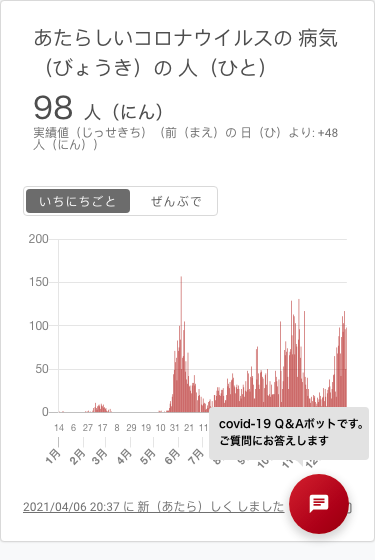 あたらしいコロナウイルスの 病気
（びょうき）の 人（ひと）
98 人（にん）
実績値（じっせきち）（前（まえ）の 日（ひ）より: +48
人（にん））
いちにちごと ぜんぶで
200
150
100
50
0
14 6 27 17 8 29 19 10 31 21 11
1月 2月 3月 4月 5月 6月 7月
covid-19 Q&Aボットです。
ご質問にお答えします
2021/04/06 20:37 に 新（あたら）しく しました